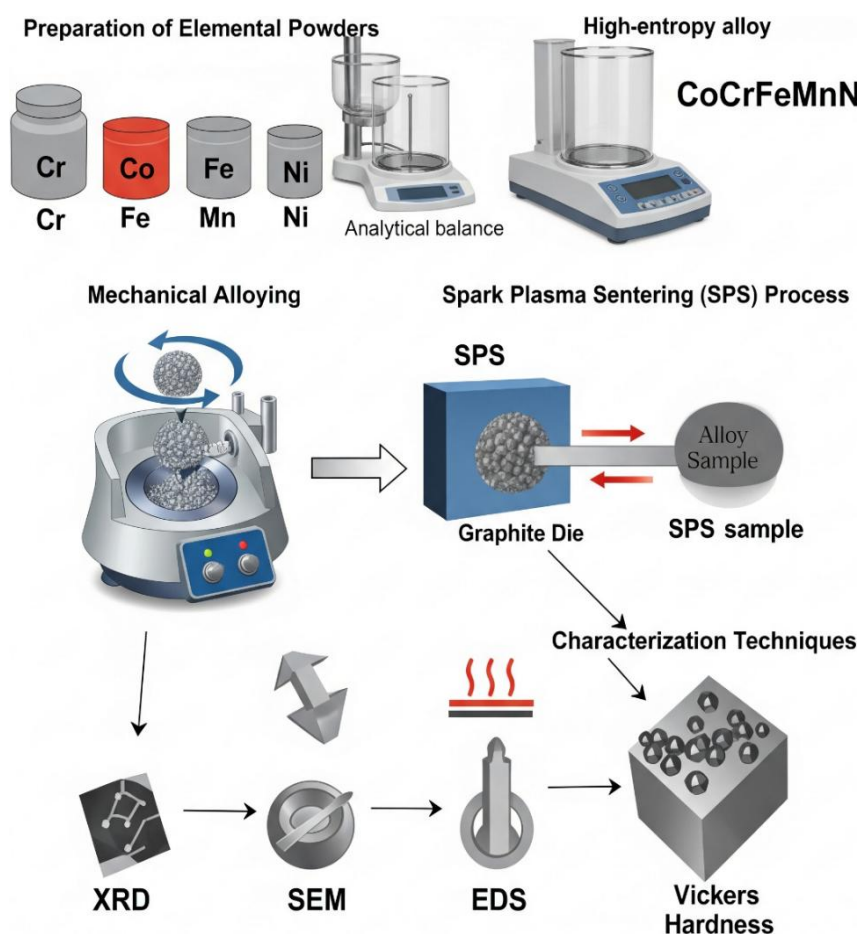 Preparation of Elemental Powders
High-entropy alloy
CoCrFeMnN
Cr
Co
Fe
Ni
Cr
Fe
Mn
Ni
Analytical balance
Mechanical Alloying
Spark Plasma Sentering (SPS) Process
SPS
Alloy
Sample
Graphite Die
SPS sample
Characterization Techniques
XRD
SEM
EDS
Vickers
Hardness